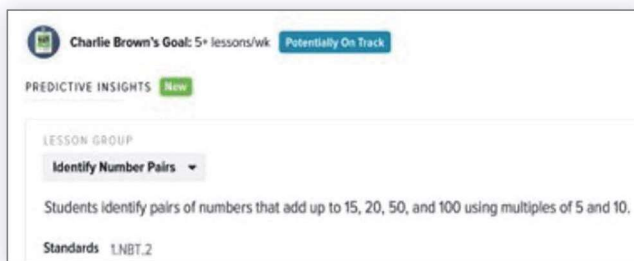 Charlie Brown's Goal: 5+ lessons/wk Potentially On Track
PREDICTIVE INSIGHTS New
LESSON GROUP
Identify Number Pairs
Students identify pairs of numbers that add up to 15, 20, 50, and 100 using multiples of 5 and 10.
Standards 1.NBT.2